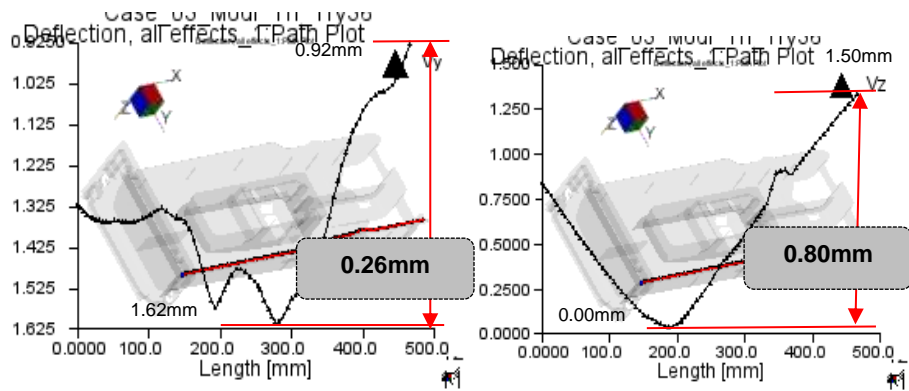 Deflection, all effects_1:Path Plot
0.9250
0.92mm
Vy
1.025
X
Z
Y
1.125
1.225
1.325
1.425
0.26mm
1.525
1.62mm
1.625
0.0000 100.0 200.0 300.0 400.0 500.0
Length [mm]
Deflection, all effects_1:Path Plot
1.50mm
1.500
Vz
1.250
X
Z
Y
1.0000
0.7500
0.5000
0.80mm
0.2500
0.00mm
0.0000
0.0000 100.0 200.0 300.0 400.0 500.0
Length [mm]